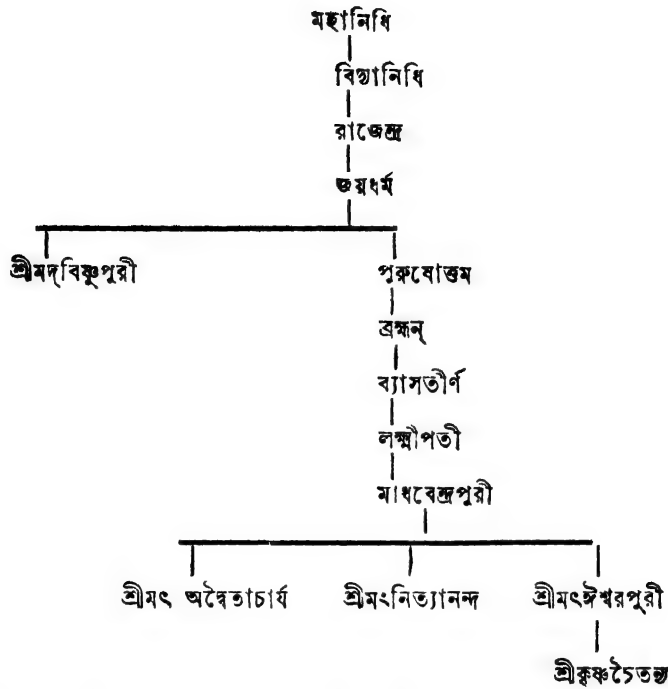 মহানিধি
বিদ্যানিধি
রাজেন্দ্র
জয়ধর্ম
শ্রীমদ্‌বিষ্ণুপুরী পুরুষোত্তম
ব্রহ্মন্
ব্যাসতীর্ণ
লক্ষ্মীপতী
মাধবেন্দ্রপুরী
শ্রীমৎ অদ্বৈতাচার্য শ্রীমংনিত্যানন্দ শ্রীমৎঈশ্বরপুরী
শ্রীকৃষ্ণচৈতন্য